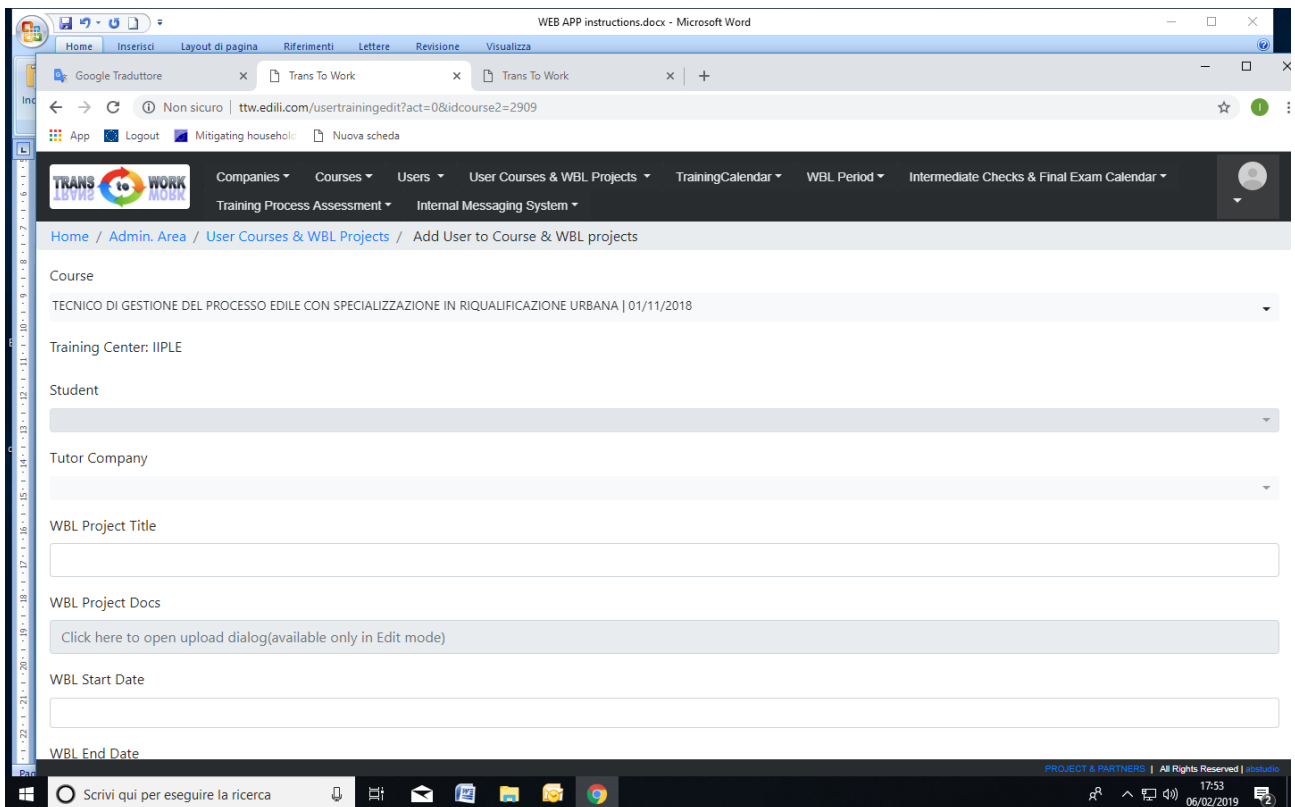 WEB APP instructions.docx - Microsoft Word
Home Inserisci Layout di pagina Riferimenti Lettere Revisione Visualizza
Google Traduttore Trans To Work Trans To Work
Non sicuro | ttw.edili.com/usertrainingedit?act=0&idcourse2=2909
App Logout Mitigating household Nuova scheda
TRANS to WORK
Companies Courses Users User Courses & WBL Projects TrainingCalendar WBL Period Intermediate Checks & Final Exam Calendar
Training Process Assessment Internal Messaging System
Home / Admin. Area / User Courses & WBL Projects / Add User to Course & WBL projects
Course
TECNICO DI GESTIONE DEL PROCESSO EDILE CON SPECIALIZZAZIONE IN RIQUALIFICAZIONE URBANA | 01/11/2018
Training Center: IIPLE
Student
Tutor Company
WBL Project Title
WBL Project Docs
Click here to open upload dialog(available only in Edit mode)
WBL Start Date
WBL End Date
PROJECT & PARTNERS | All Rights Reserved | abstudio
Scrivi qui per eseguire la ricerca
17:53
06/02/2019